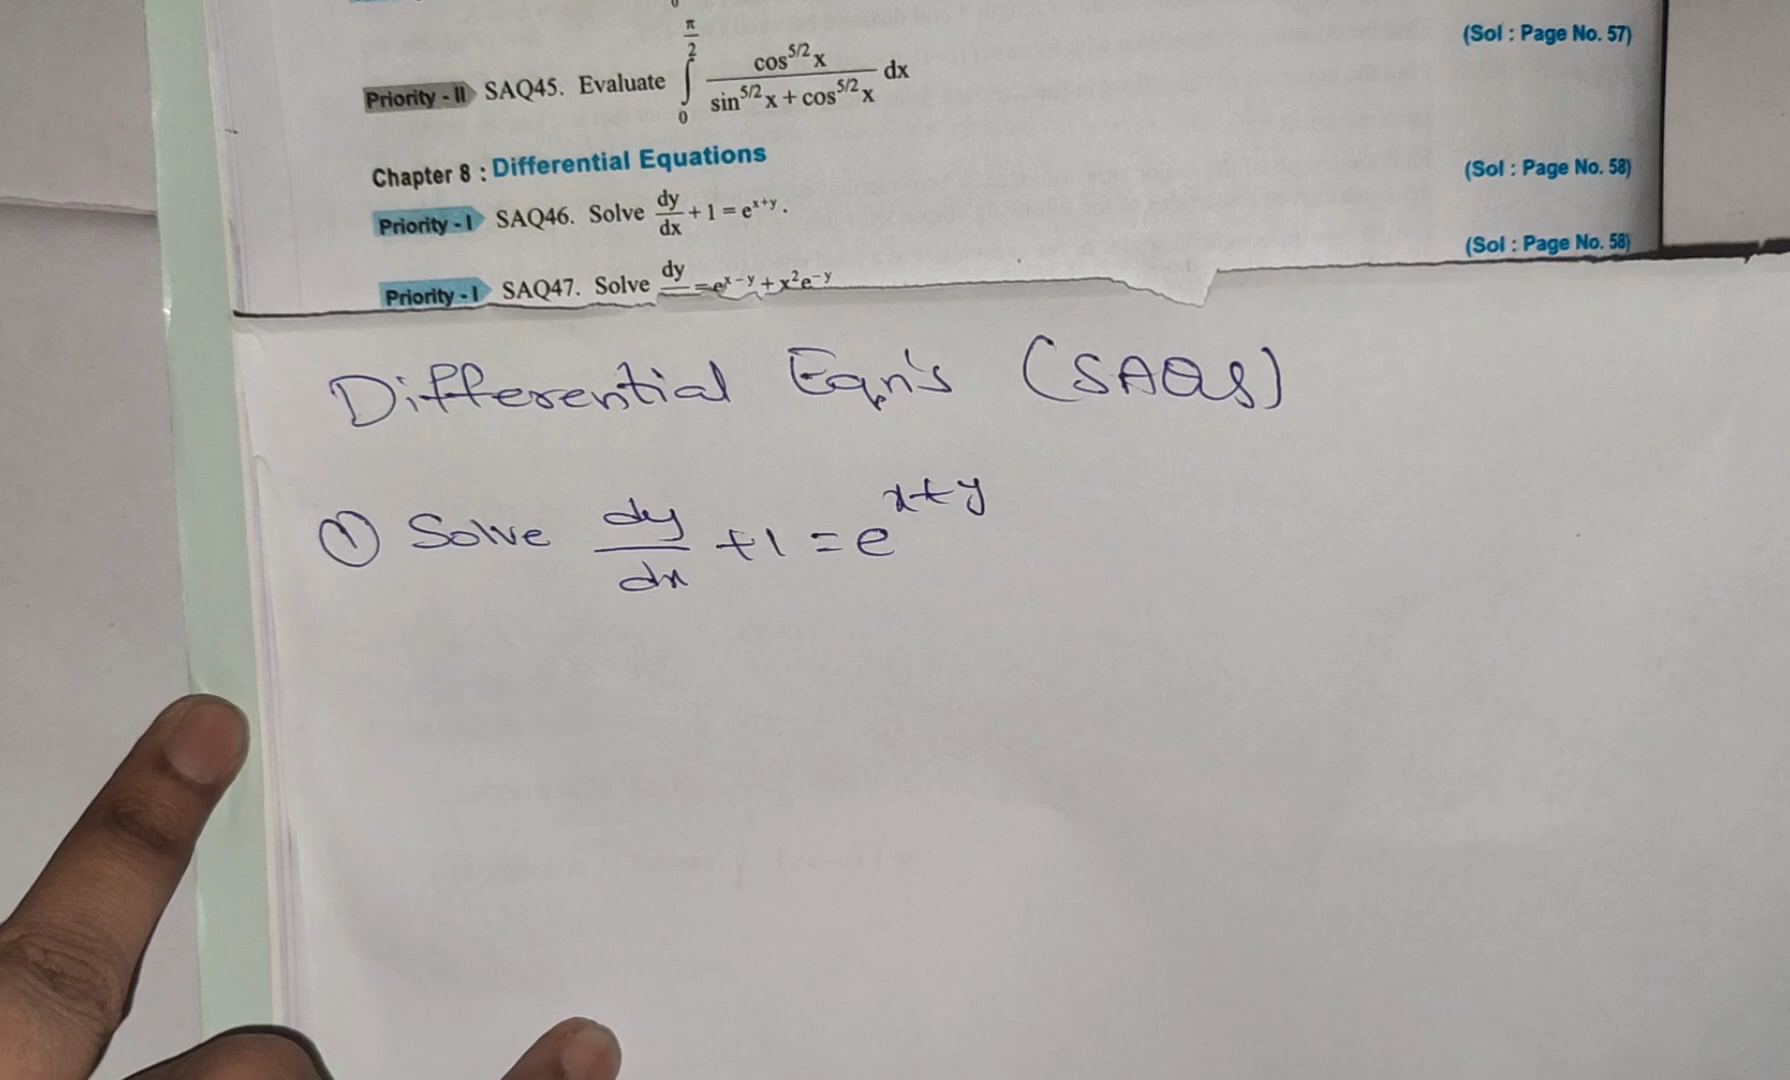 Priority - II SAQ45. Evaluate ∫₀^(π/2) cos^(5/2) x / (sin^(5/2) x + cos^(5/2) x) dx
(Sol : Page No. 57)
Chapter 8 : Differential Equations
Priority - I SAQ46. Solve dy/dx + 1 = e^(x+y).
(Sol : Page No. 58)
Priority - I SAQ47. Solve dy = e^(x−y) + x²e^(−y)
(Sol : Page No. 58)
Differential Eqn's (SAQs)
① Solve dy/dx + 1 = e^(x+y)